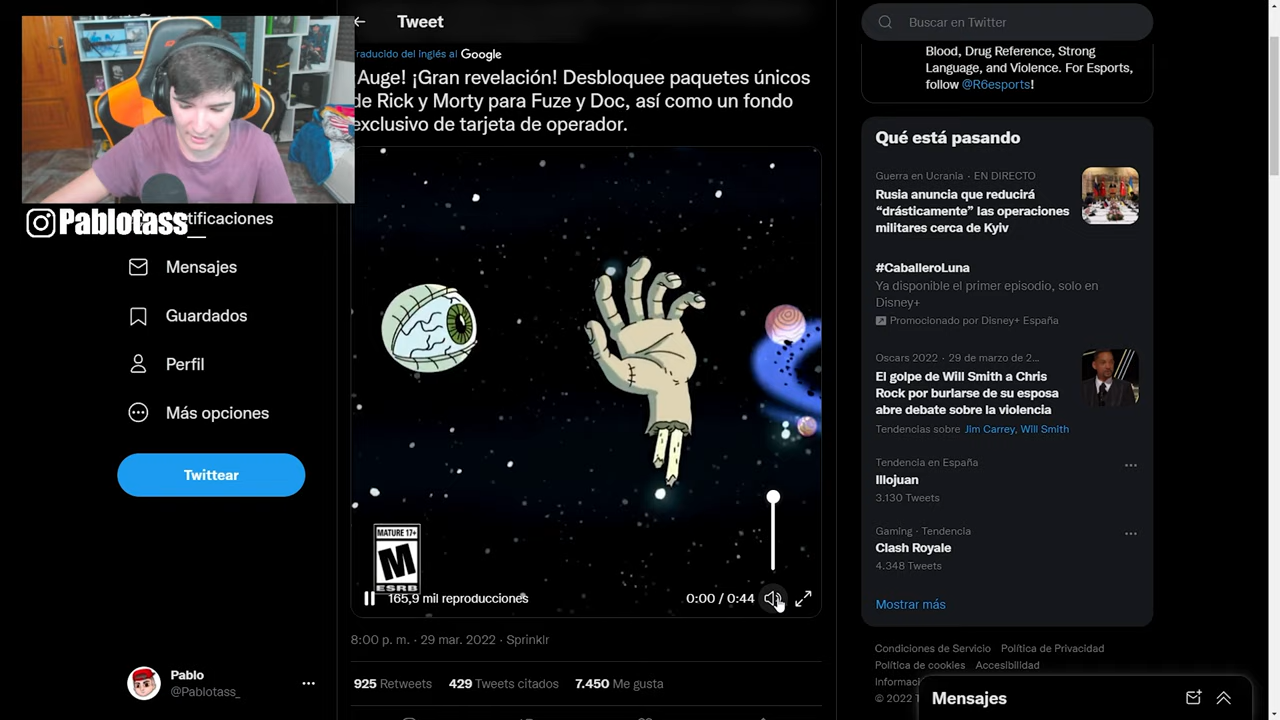 Pablotass_
Notificaciones
Mensajes
Guardados
Perfil
Más opciones
Twittear
Pablo
@Pablotass_
Tweet
Traducido del inglés al Google
¡Auge! ¡Gran revelación! Desbloquee paquetes únicos
de Rick y Morty para Fuze y Doc, así como un fondo
exclusivo de tarjeta de operador.
MATURE 17+
M
ESRB
165,9 mil reproducciones
0:00 / 0:44
8:00 p. m. · 29 mar. 2022 · Sprinklr
925 Retweets 429 Tweets citados 7.450 Me gusta
Buscar en Twitter
Blood, Drug Reference, Strong
Language, and Violence. For Esports,
follow @R6esports!
Qué está pasando
Guerra en Ucrania · EN DIRECTO
Rusia anuncia que reducirá
“drásticamente” las operaciones
militares cerca de Kyiv
#CaballeroLuna
Ya disponible el primer episodio, solo en
Disney+
Promocionado por Disney+ España
Oscars 2022 · 29 de marzo de 2...
El golpe de Will Smith a Chris
Rock por burlarse de su esposa
abre debate sobre la violencia
Tendencias sobre Jim Carrey, Will Smith
Tendencia en España
Illojuan
3.130 Tweets
Gaming · Tendencia
Clash Royale
4.348 Tweets
Mostrar más
Condiciones de Servicio Política de Privacidad
Política de cookies Accesibilidad
© 2022
Mensajes